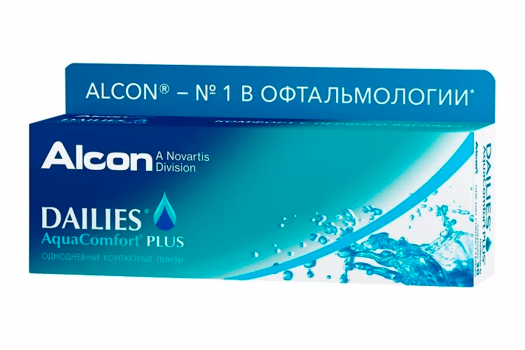 ALCON® – № 1 В ОФТАЛЬМОЛОГИИ*
Alcon A Novartis
Division
DAILIES®
AquaComfort® PLUS
ОДНОДНЕВНЫЕ КОНТАКТНЫЕ ЛИНЗЫ
DAILIES®